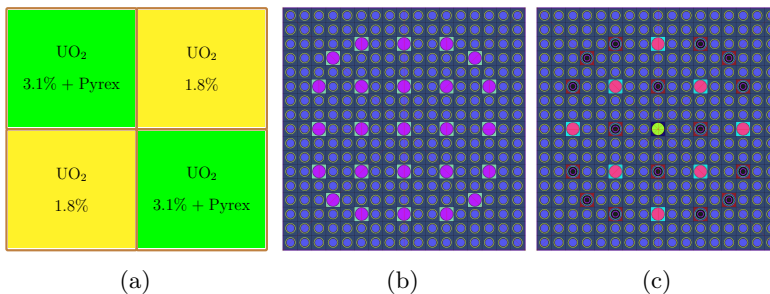 UO₂
3.1% + Pyrex
UO₂
1.8%
UO₂
1.8%
UO₂
3.1% + Pyrex
(a)
(b)
(c)